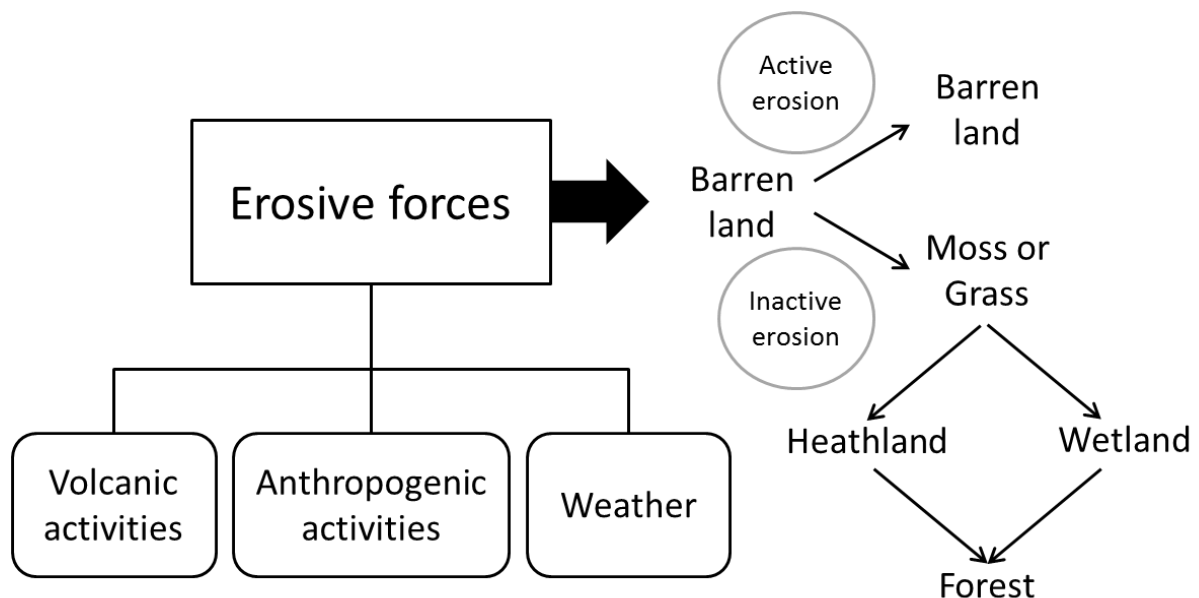 Active
erosion
Barren
land
Erosive forces
Barren
land
Moss or
Grass
Inactive
erosion
Heathland
Wetland
Volcanic
activities
Anthropogenic
activities
Weather
Forest